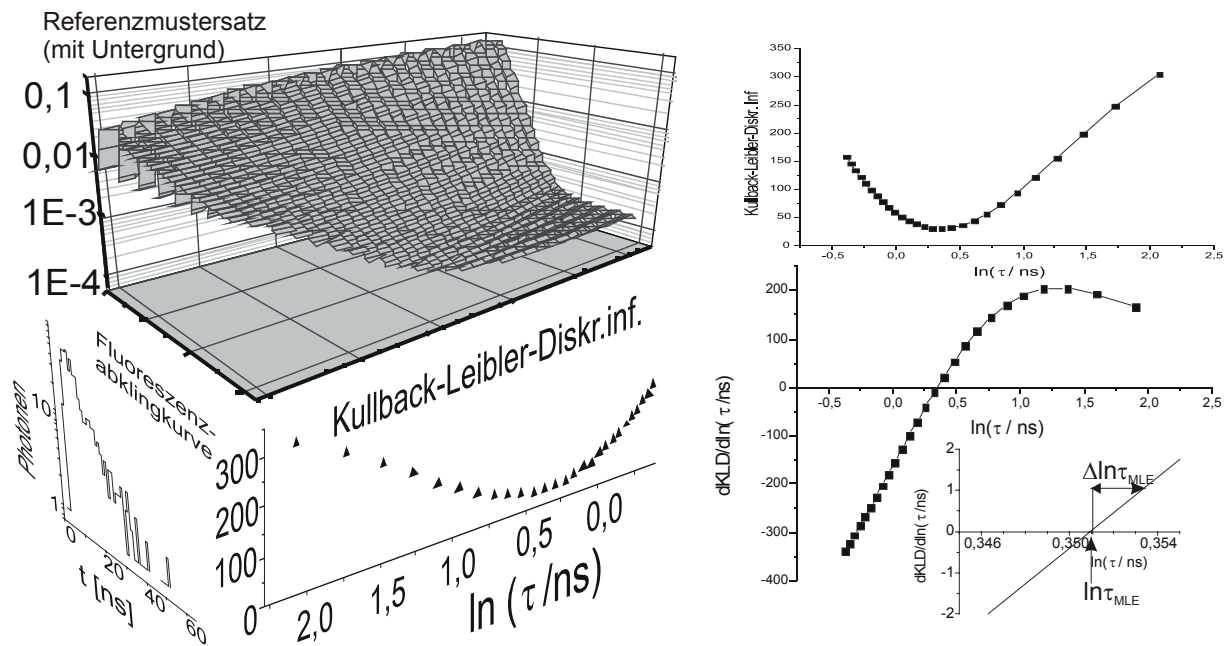 Referenzmustersatz
(mit Untergrund)
0,1
0,01
1E-3
1E-4
Fluoreszenz-
abklingkurve
Photonen
10
1
0 20 40 60
t [ns]
Kullback-Leibler-Diskr.inf.
300
200
100
0
2,0 1,5 1,0 0,5 0,0
ln (τ/ns)
Kullback-Leibler-Diskr.Inf
350
300
250
200
150
100
50
0
-0,5 0,0 0,5 1,0 1,5 2,0 2,5
ln(τ / ns)
dKLD/dln( τ /ns)
200
100
0
-100
-200
-300
-400
-0,5 0,0 0,5 1,0 1,5 2,0 2,5
ln(τ / ns)
dKLD/dln( τ/ns)
2
1
0
-1
-2
ΔlnτMLE
0,346 0,350 0,354
ln(τ / ns)
lnτMLE